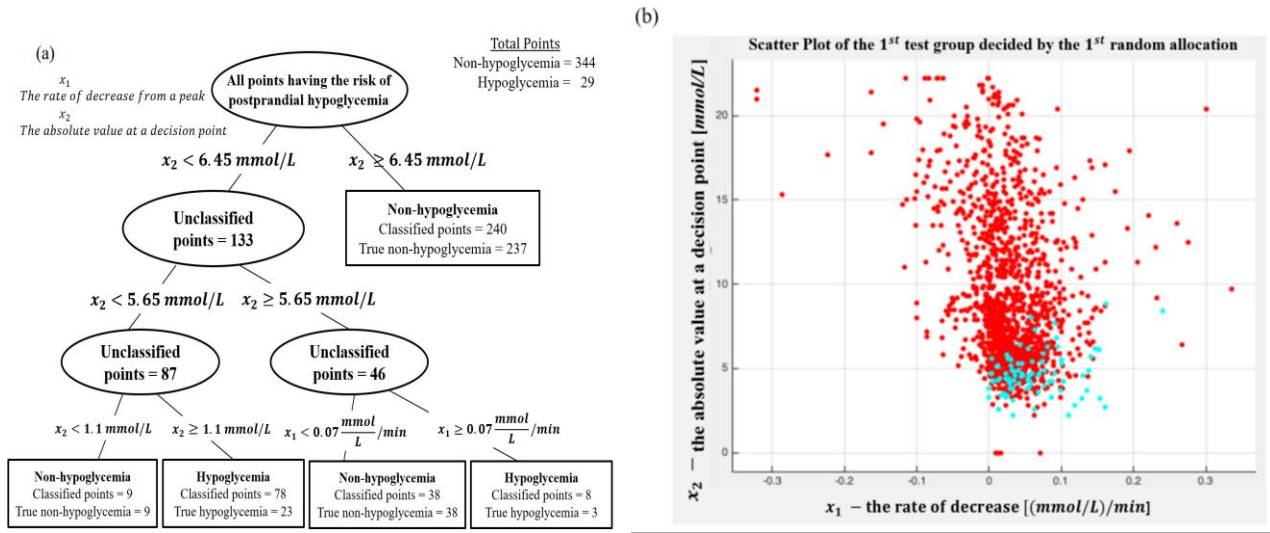 (a)
Total Points
Non-hypoglycemia = 344
Hypoglycemia = 29
x₁
The rate of decrease from a peak
x₂
The absolute value at a decision point
All points having the risk of
postprandial hypoglycemia
x₂ < 6.45 mmol/L
x₂ ≥ 6.45 mmol/L
Unclassified
points = 133
Non-hypoglycemia
Classified points = 240
True non-hypoglycemia = 237
x₂ < 5.65 mmol/L
x₂ ≥ 5.65 mmol/L
Unclassified
points = 87
Unclassified
points = 46
x₂ < 1.1 mmol/L
x₂ ≥ 1.1 mmol/L
x₁ < 0.07 mmol/L /min
x₁ ≥ 0.07 mmol/L /min
Non-hypoglycemia
Classified points = 9
True non-hypoglycemia = 9
Hypoglycemia
Classified points = 78
True hypoglycemia = 23
Non-hypoglycemia
Classified points = 38
True non-hypoglycemia = 38
Hypoglycemia
Classified points = 8
True hypoglycemia = 3
(b)
Scatter Plot of the 1st test group decided by the 1st random allocation
x₂ − the absolute value at a decision point [mmol/L]
20
15
10
5
0
-0.3
-0.2
-0.1
0
0.1
0.2
0.3
x₁ − the rate of decrease [(mmol/L)/min]